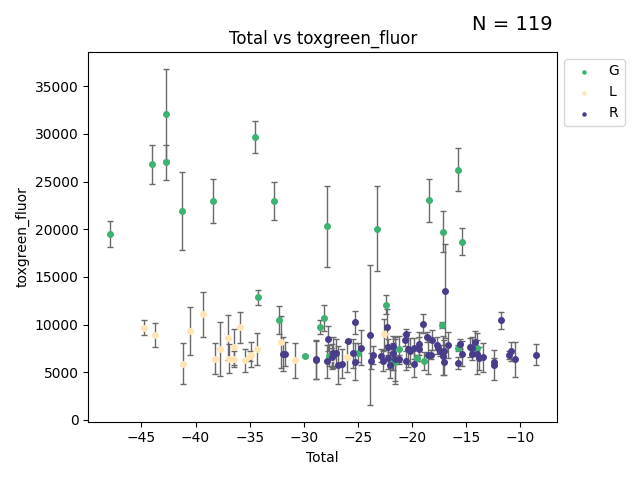 N = 119
Total vs toxgreen_fluor
G
L
R
toxgreen_fluor
35000
30000
25000
20000
15000
10000
5000
0
−45 −40 −35 −30 −25 −20 −15 −10
Total